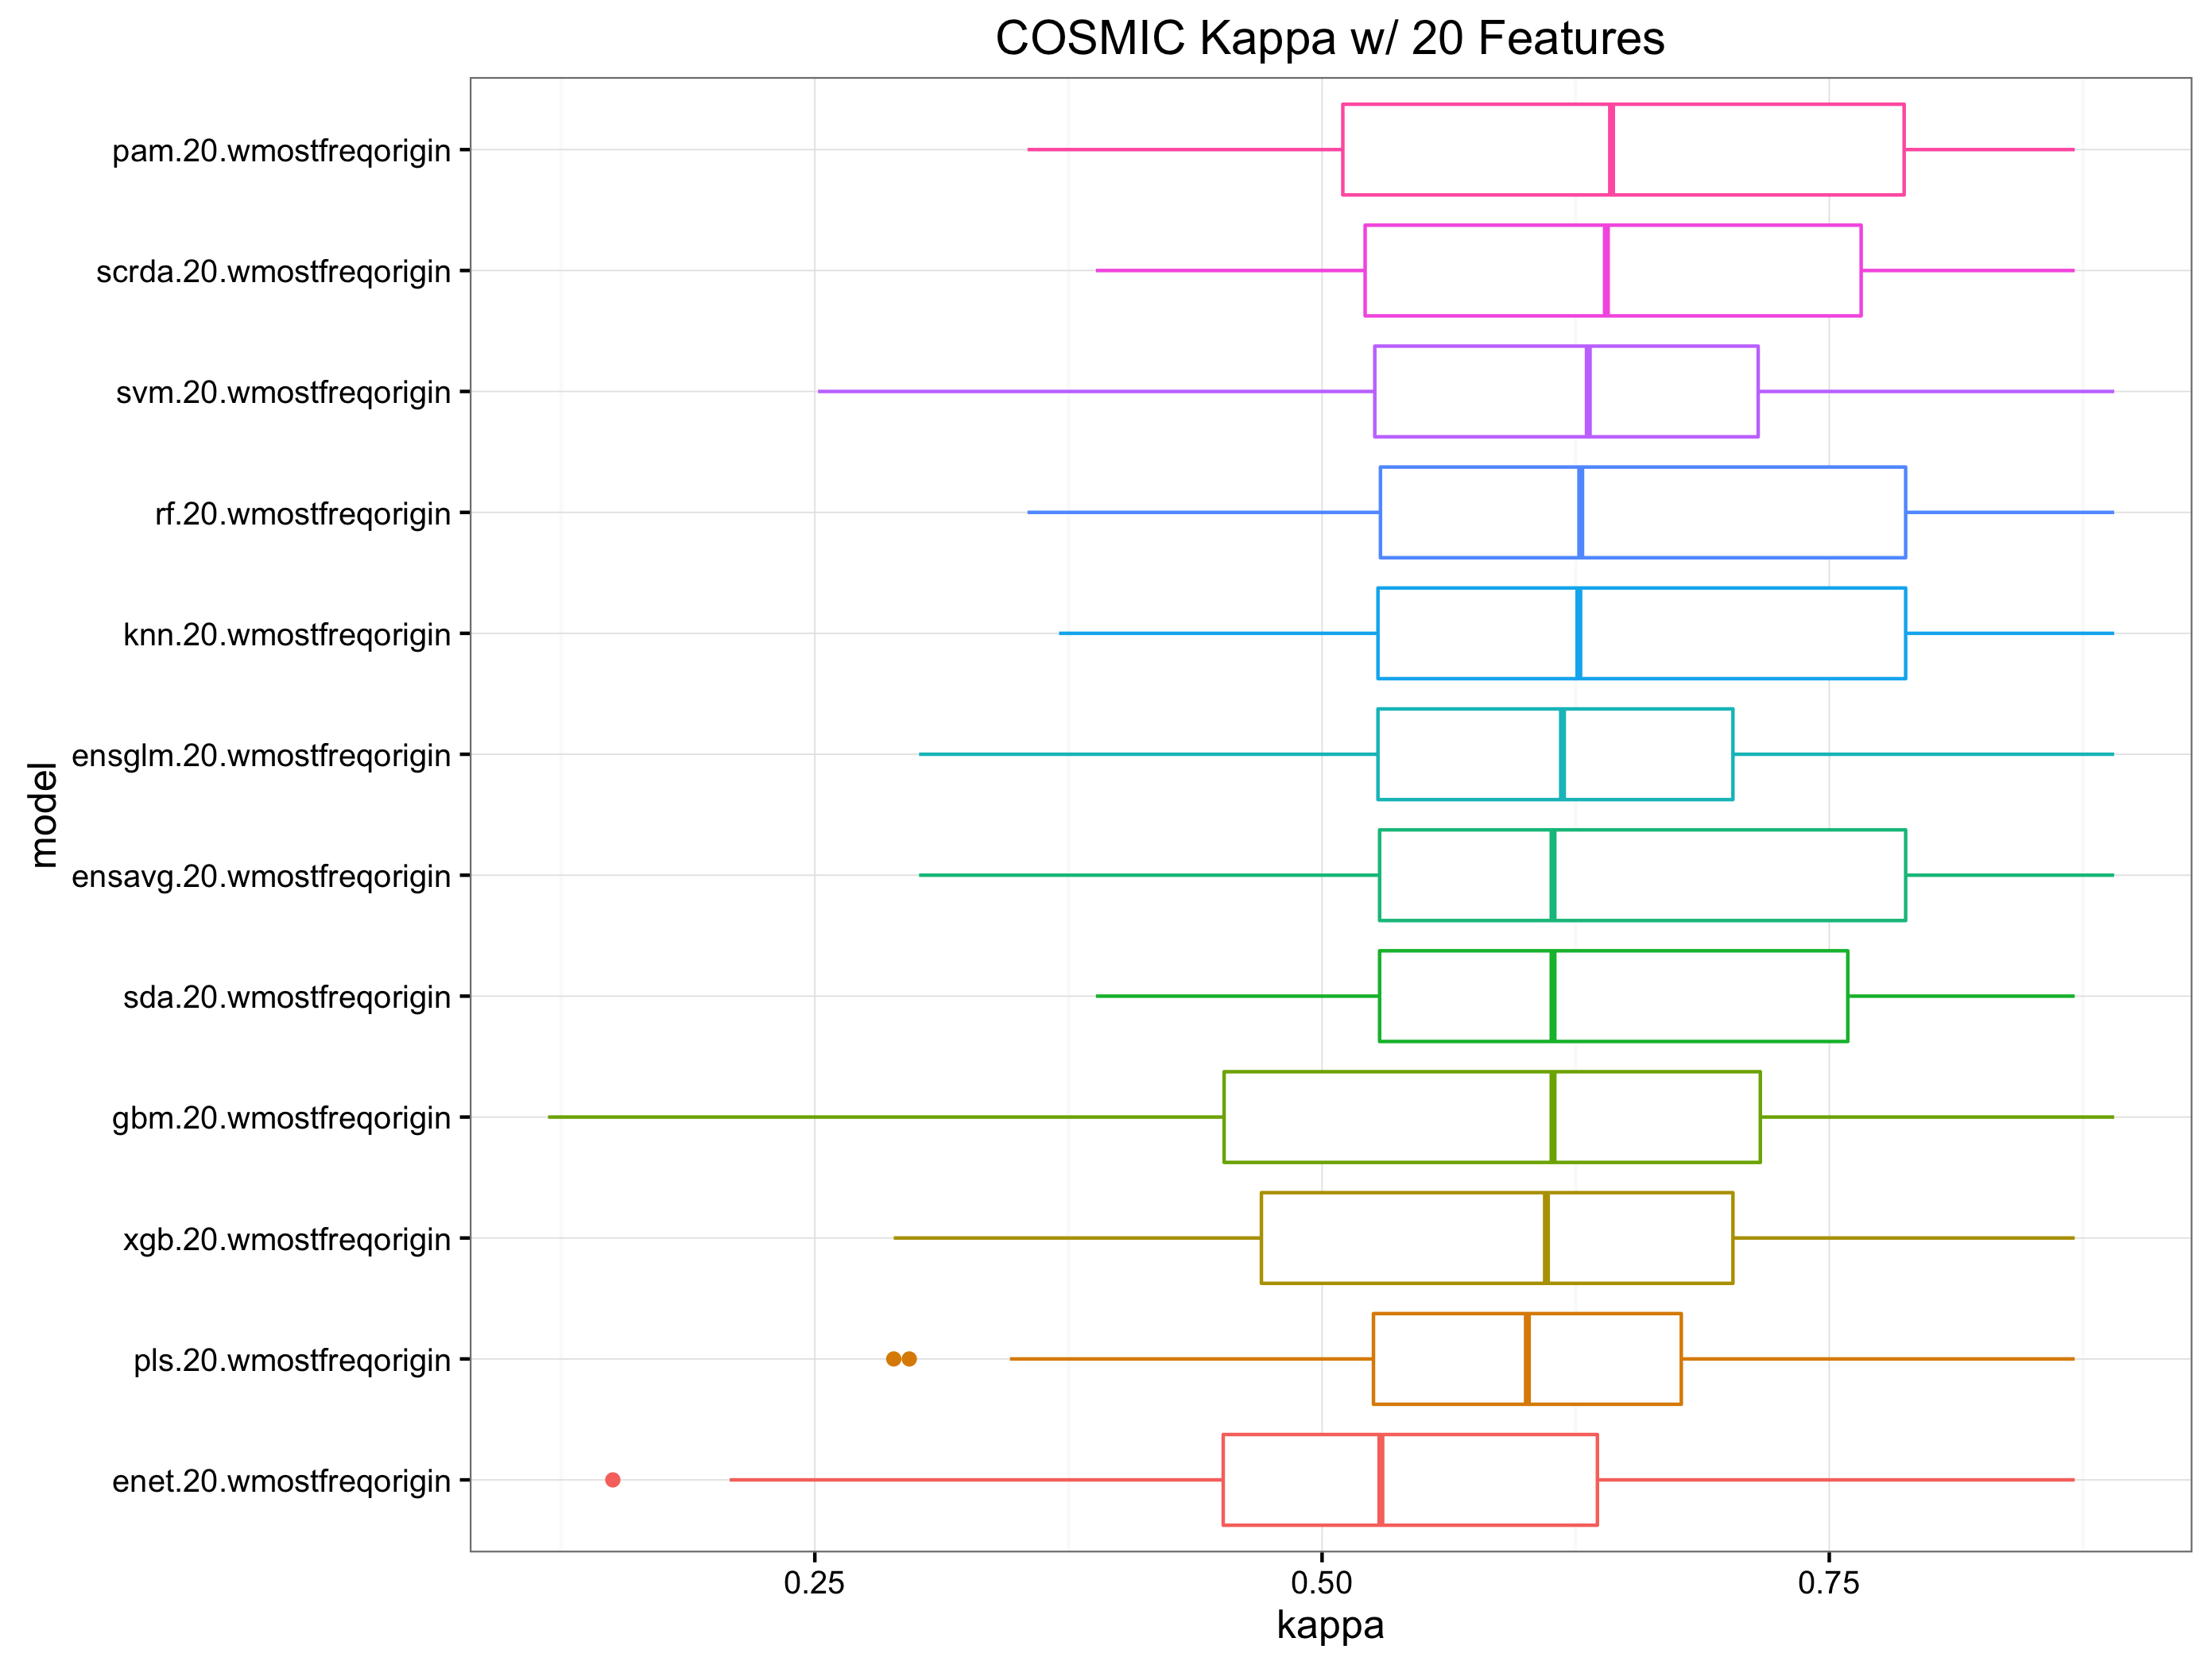 COSMIC Kappa w/ 20 Features
pam.20.wmostfreqorigin
scrda.20.wmostfreqorigin
svm.20.wmostfreqorigin
rf.20.wmostfreqorigin
knn.20.wmostfreqorigin
ensglm.20.wmostfreqorigin
ensavg.20.wmostfreqorigin
sda.20.wmostfreqorigin
gbm.20.wmostfreqorigin
xgb.20.wmostfreqorigin
pls.20.wmostfreqorigin
enet.20.wmostfreqorigin
model
0.25 0.50 0.75
kappa